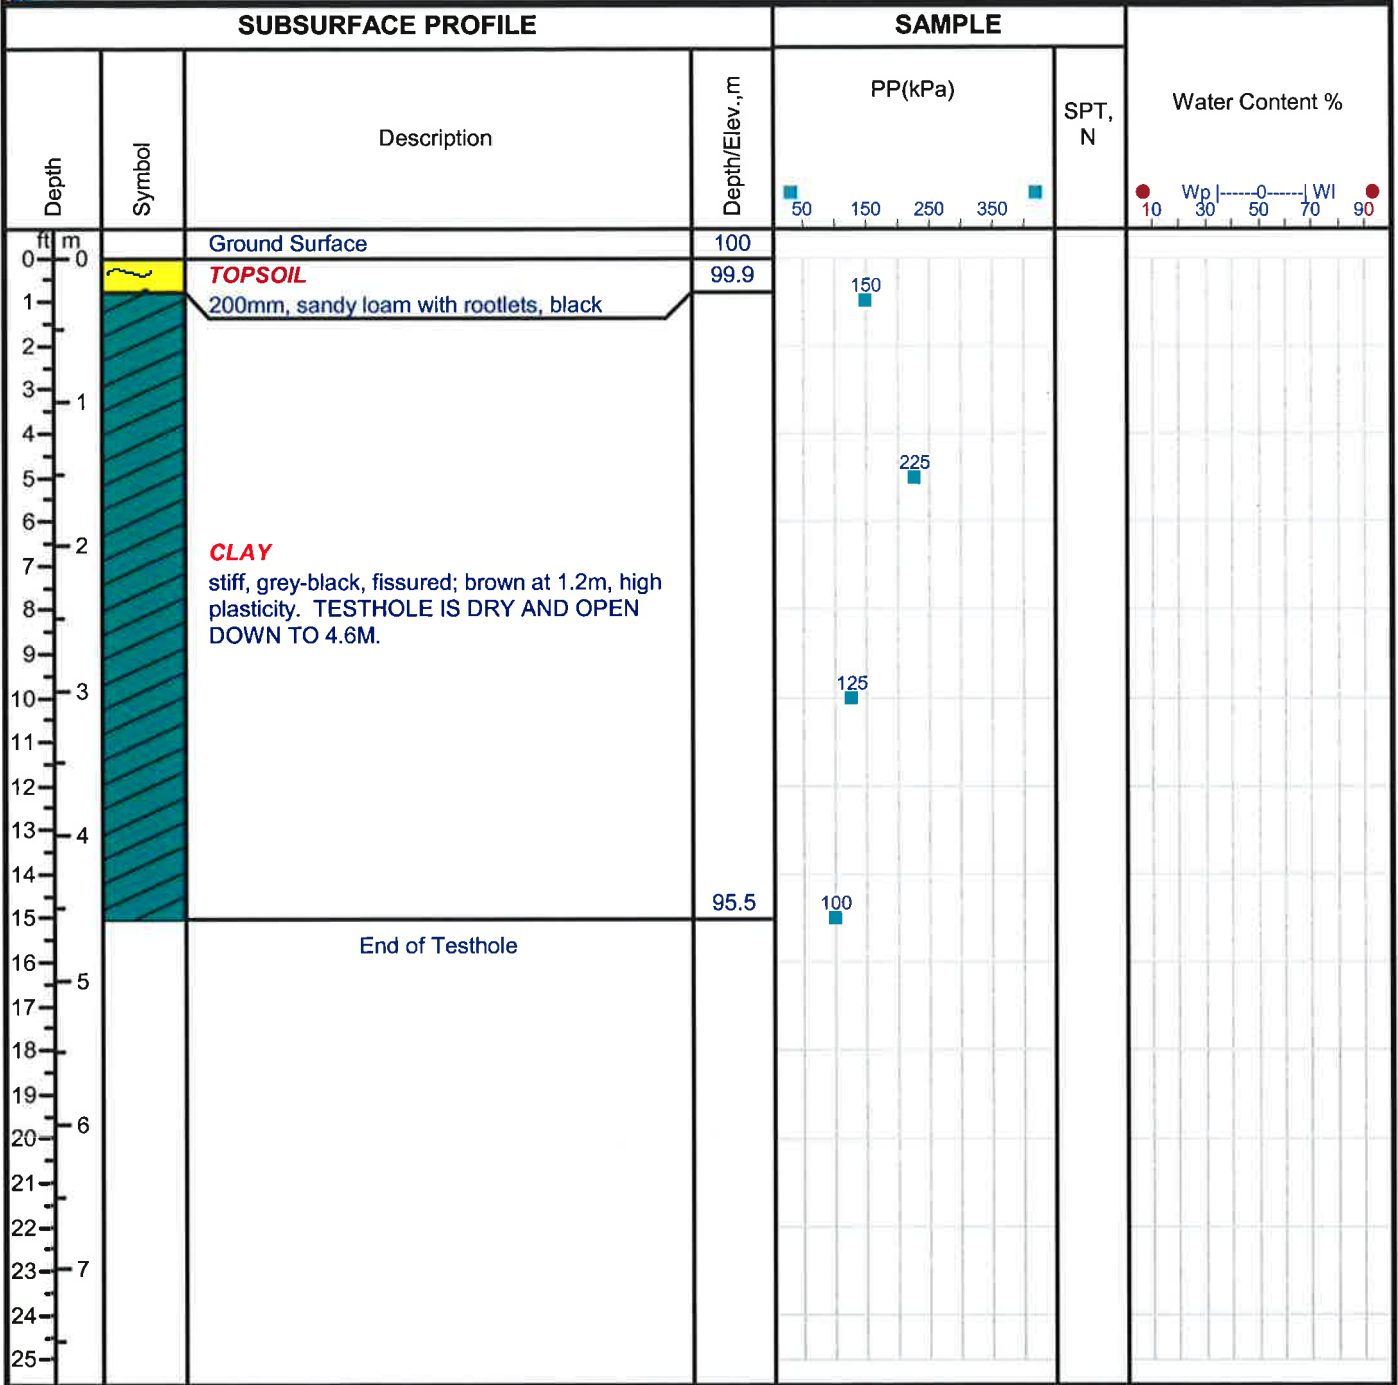 SUBSURFACE PROFILE
SAMPLE
Depth
Symbol
Description
Depth/Elev.,m
PP(kPa)
SPT,
N
Water Content %
50 150 250 350
Wp |------0------| Wl
10 30 50 70 90
ft m
Ground Surface
100
0 0
TOPSOIL
99.9
200mm, sandy loam with rootlets, black
150
1
2
3
1
4
225
5
6
2
CLAY
7
stiff, grey-black, fissured; brown at 1.2m, high
plasticity. TESTHOLE IS DRY AND OPEN
8
DOWN TO 4.6M.
9
125
10
3
11
12
13
4
14
95.5
100
15
End of Testhole
16
5
17
18
19
6
20
21
22
23
7
24
25